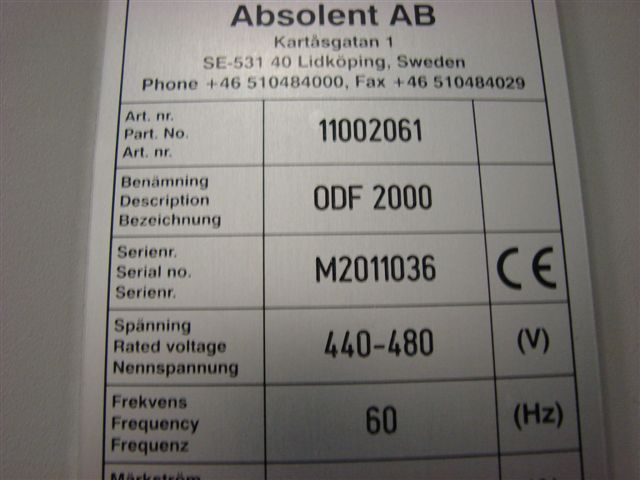 Absolent AB
Kartåsgatan 1
SE-531 40 Lidköping, Sweden
Phone +46 510484000, Fax +46 510484029
Art. nr.
Part. No.
Art. nr.
11002061
Benämning
Description
Bezeichnung
ODF 2000
Serienr.
Serial no.
Serienr.
M2011036
CE
Spänning
Rated voltage
Nennspannung
440-480
(V)
Frekvens
Frequency
Frequenz
60
(Hz)
Märkström